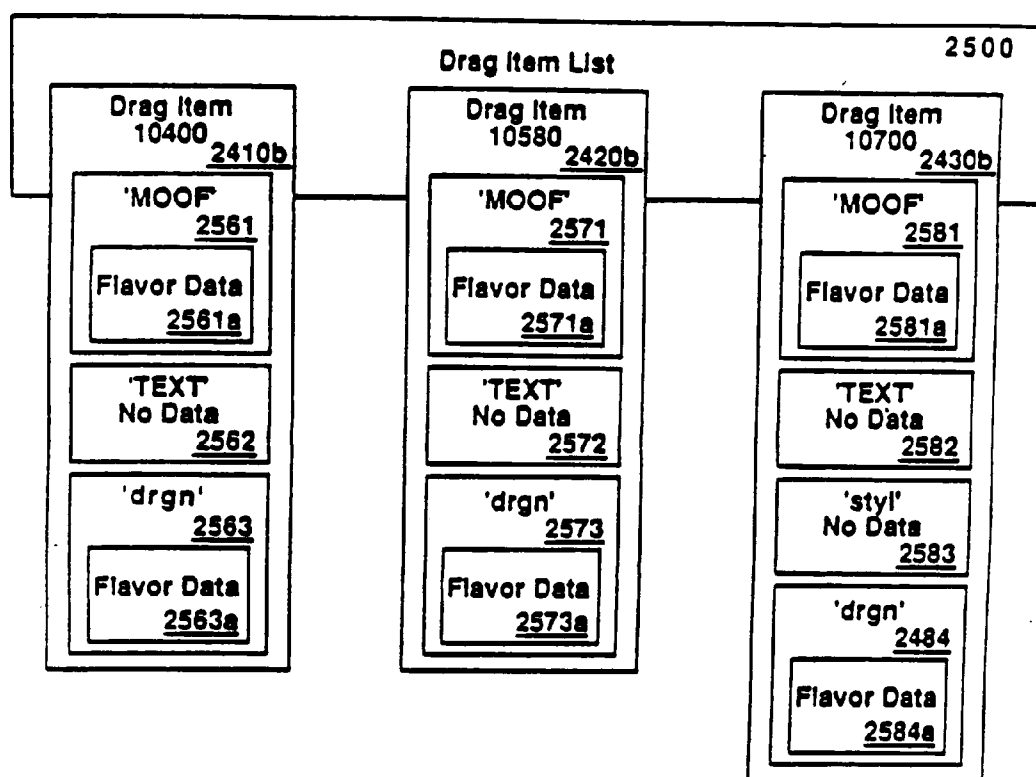 2500
Drag Item List
Drag Item
10400
2410b
'MOOF'
2561
Flavor Data
2561a
'TEXT'
No Data
2562
'drgn'
2563
Flavor Data
2563a
Drag Item
10580
2420b
'MOOF'
2571
Flavor Data
2571a
'TEXT'
No Data
2572
'drgn'
2573
Flavor Data
2573a
Drag Item
10700
2430b
'MOOF'
2581
Flavor Data
2581a
'TEXT'
No Data
2582
'styl'
No Data
2583
'drgn'
2484
Flavor Data
2584a